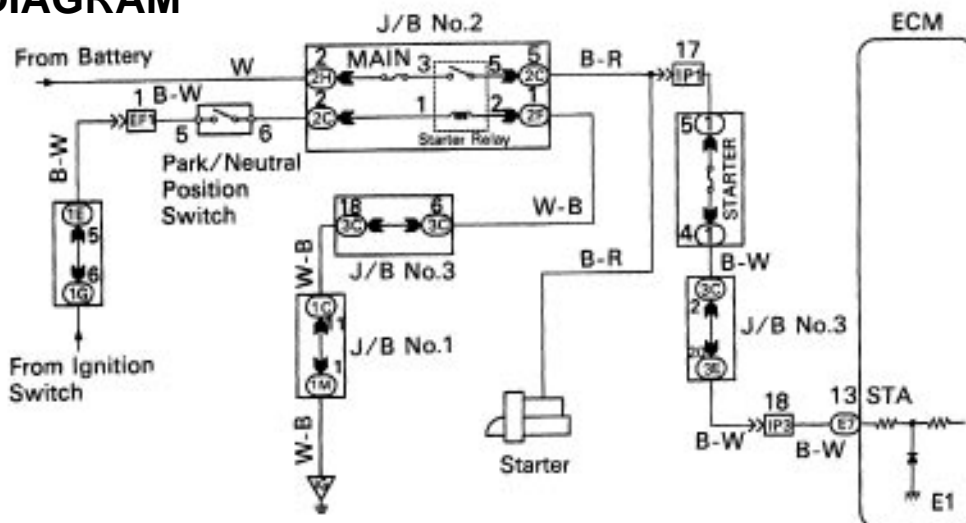 DIAGRAM
J/B No.2
ECM
From Battery
W
2
MAIN
3
5
5
B-R
17
2H
2C
IP1
1
B-W
2
1
2
1
EF1
5
6
2C
2F
Starter Relay
5
1
Park/Neutral
Position
Switch
B-W
STARTER
1E
5
18
6
W-B
4
1
3C
3C
B-R
B-W
6
1G
J/B No.3
W-B
3C
1C
2
1
J/B No.1
J/B No.3
From Ignition
Switch
1
20
1M
3E
18
13
STA
IP3
E7
W-B
B-W
B-W
Starter
E1